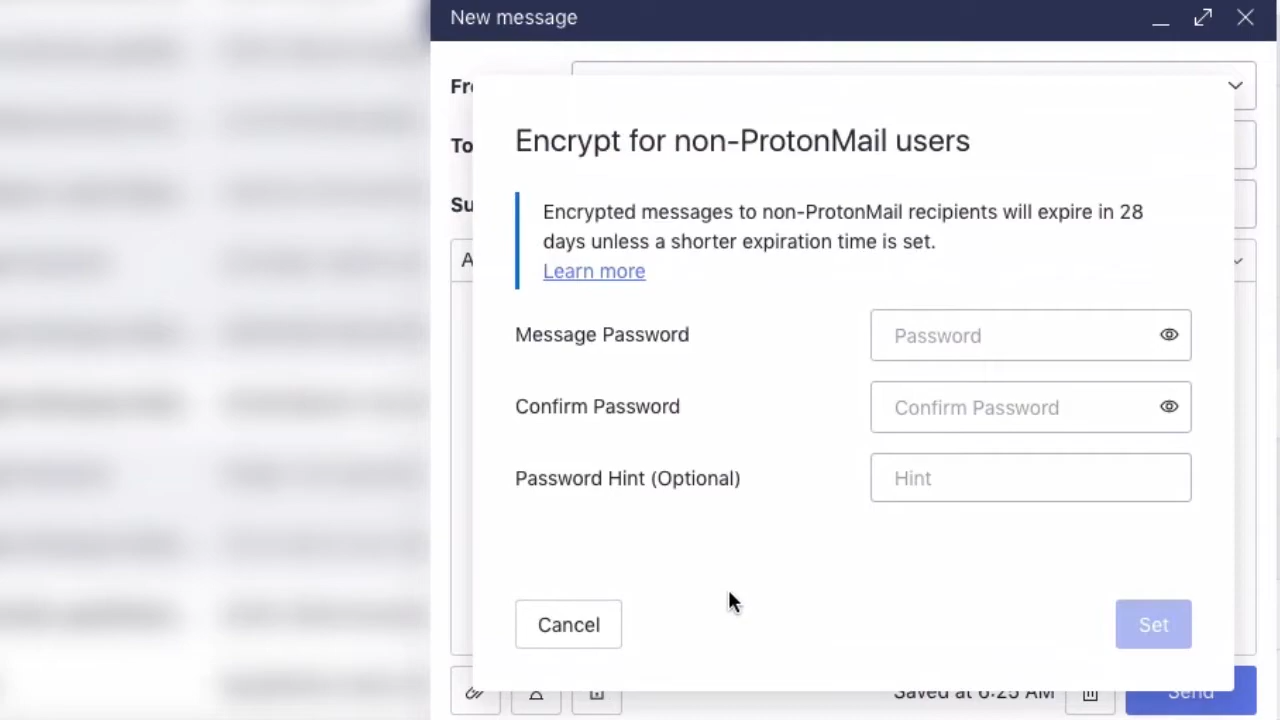 New message
Fr
To
Encrypt for non-ProtonMail users
Su
Encrypted messages to non-ProtonMail recipients will expire in 28
days unless a shorter expiration time is set.
A
Learn more
Message Password
Password
Confirm Password
Confirm Password
Password Hint (Optional)
Hint
Cancel
Set
Saved at 6:25 AM
Send